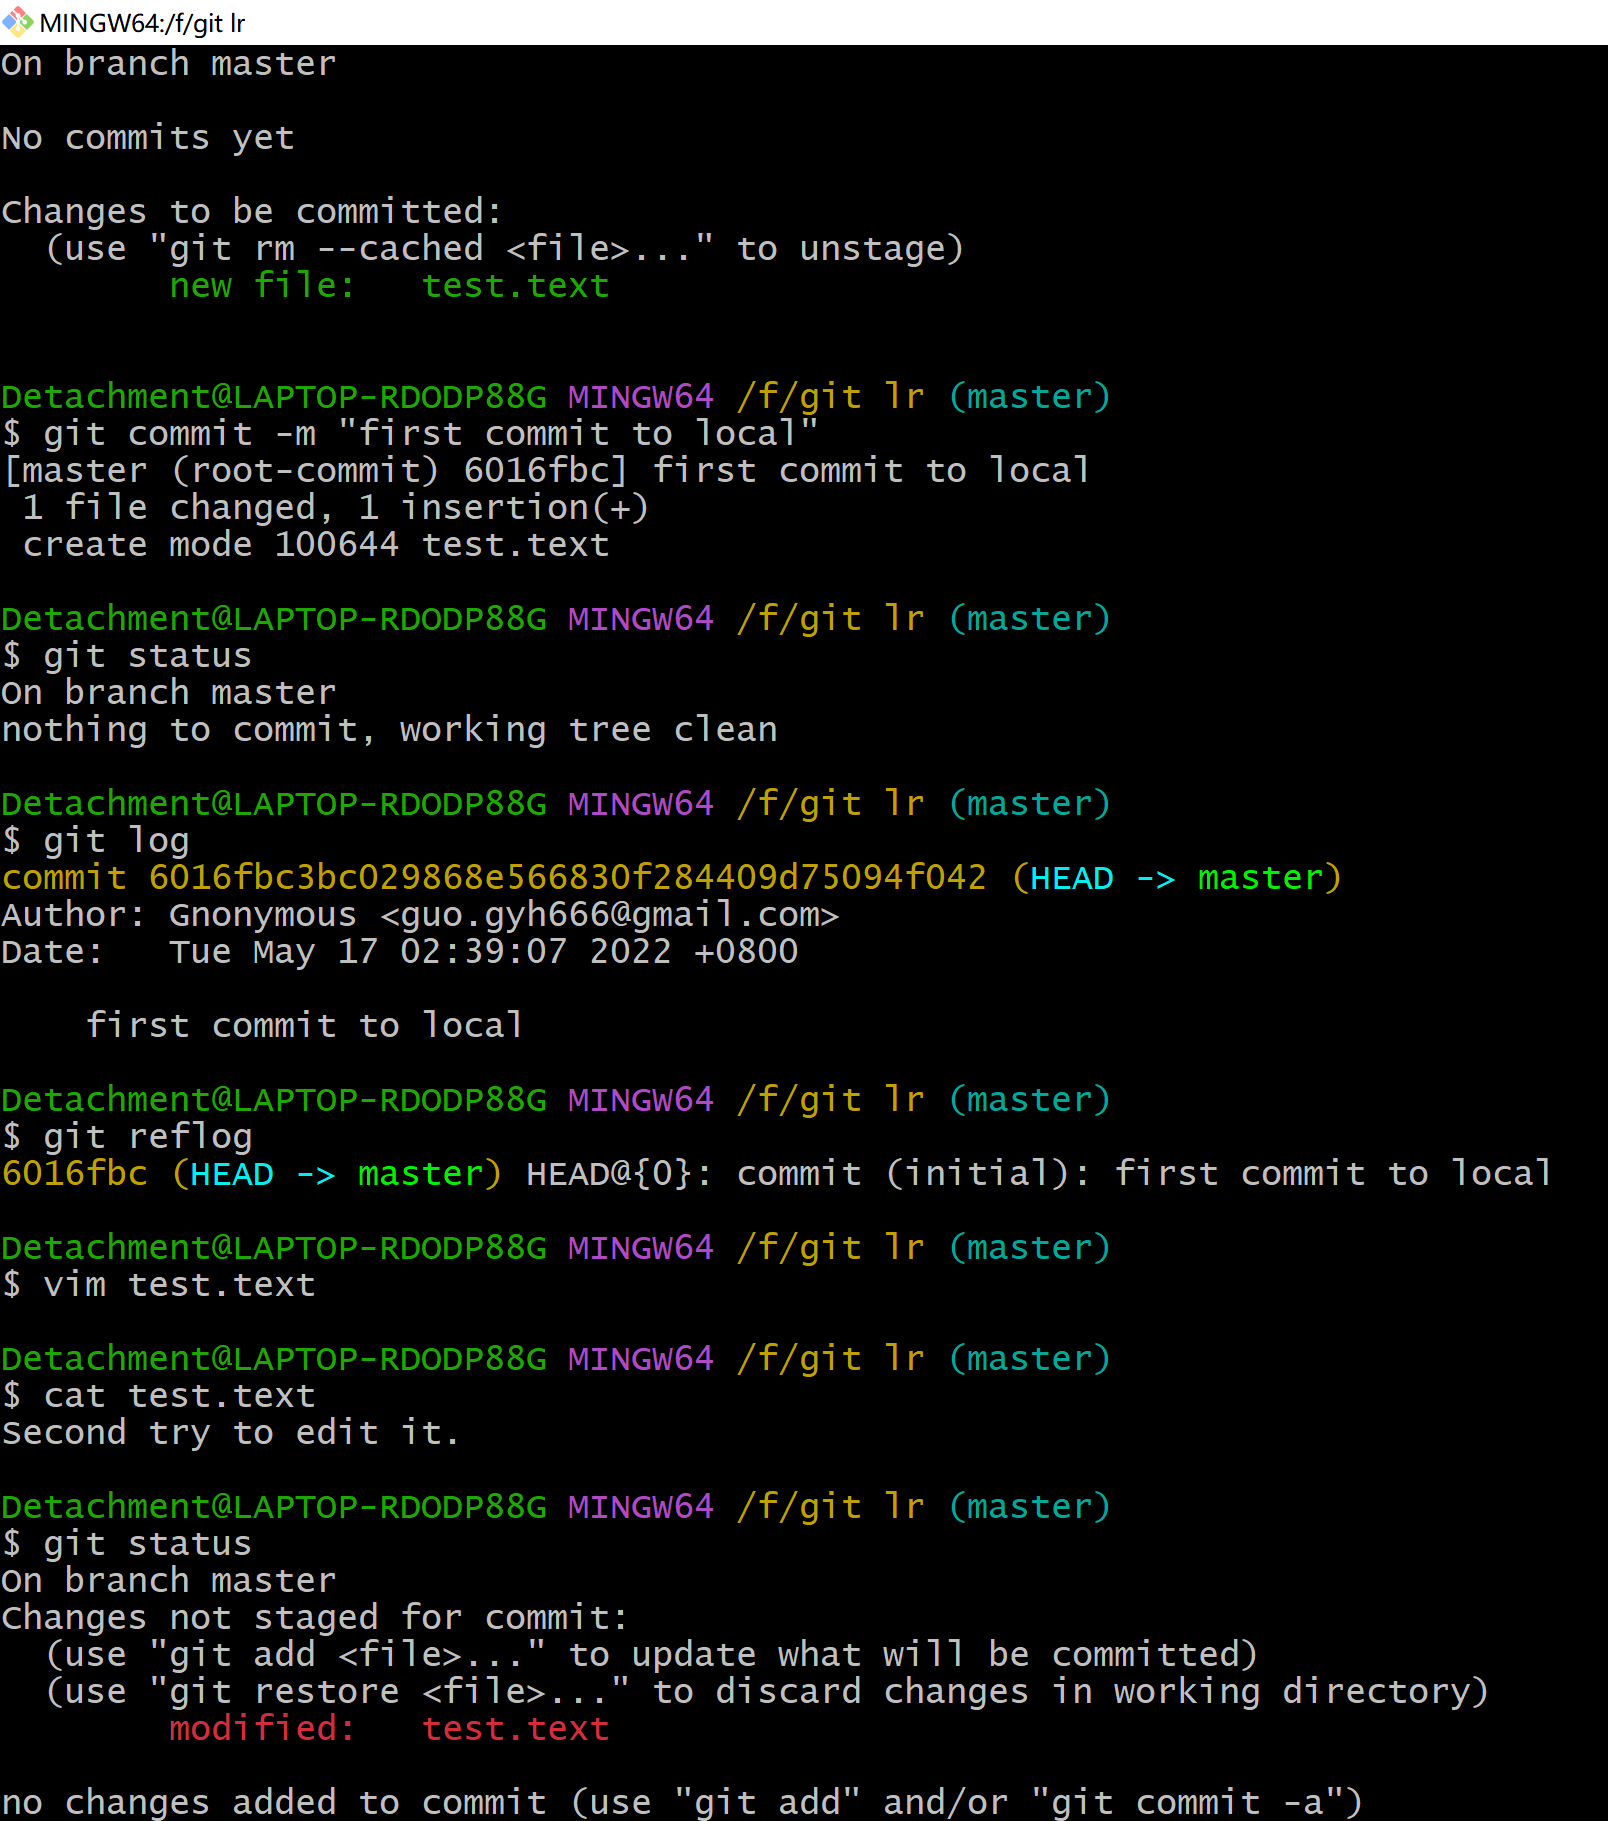 MINGW64:/f/git lr
On branch master
No commits yet
Changes to be committed:
  (use "git rm --cached <file>..." to unstage)
        new file:   test.text
Detachment@LAPTOP-RDODP88G MINGW64 /f/git lr (master)
$ git commit -m "first commit to local"
[master (root-commit) 6016fbc] first commit to local
 1 file changed, 1 insertion(+)
 create mode 100644 test.text
Detachment@LAPTOP-RDODP88G MINGW64 /f/git lr (master)
$ git status
On branch master
nothing to commit, working tree clean
Detachment@LAPTOP-RDODP88G MINGW64 /f/git lr (master)
$ git log
commit 6016fbc3bc029868e566830f284409d75094f042 (HEAD -> master)
Author: Gnonymous <guo.gyh666@gmail.com>
Date:   Tue May 17 02:39:07 2022 +0800
    first commit to local
Detachment@LAPTOP-RDODP88G MINGW64 /f/git lr (master)
$ git reflog
6016fbc (HEAD -> master) HEAD@{0}: commit (initial): first commit to local
Detachment@LAPTOP-RDODP88G MINGW64 /f/git lr (master)
$ vim test.text
Detachment@LAPTOP-RDODP88G MINGW64 /f/git lr (master)
$ cat test.text
Second try to edit it.
Detachment@LAPTOP-RDODP88G MINGW64 /f/git lr (master)
$ git status
On branch master
Changes not staged for commit:
  (use "git add <file>..." to update what will be committed)
  (use "git restore <file>..." to discard changes in working directory)
        modified:   test.text
no changes added to commit (use "git add" and/or "git commit -a")